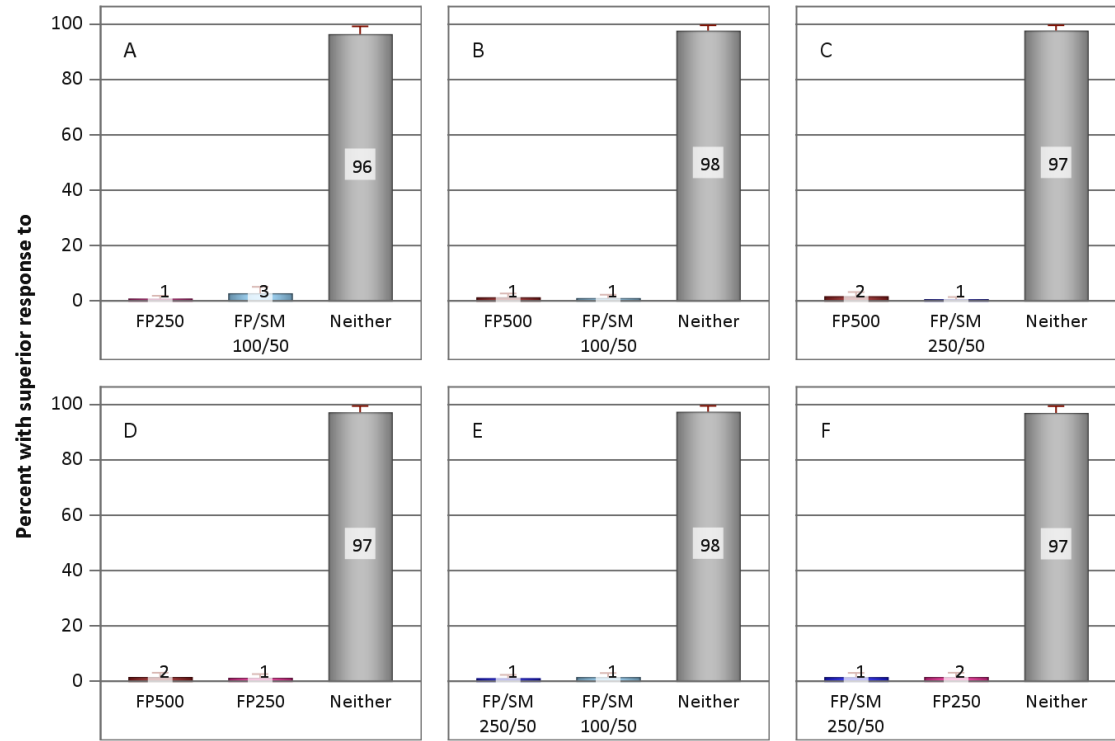 Percent with superior response to
100
80
60
40
20
0
A
1
3
96
FP250
FP/SM
100/50
Neither
B
1
1
98
FP500
FP/SM
100/50
Neither
C
2
1
97
FP500
FP/SM
250/50
Neither
100
80
60
40
20
0
D
2
1
97
FP500
FP250
Neither
E
1
1
98
FP/SM
250/50
FP/SM
100/50
Neither
F
1
2
97
FP/SM
250/50
FP250
Neither